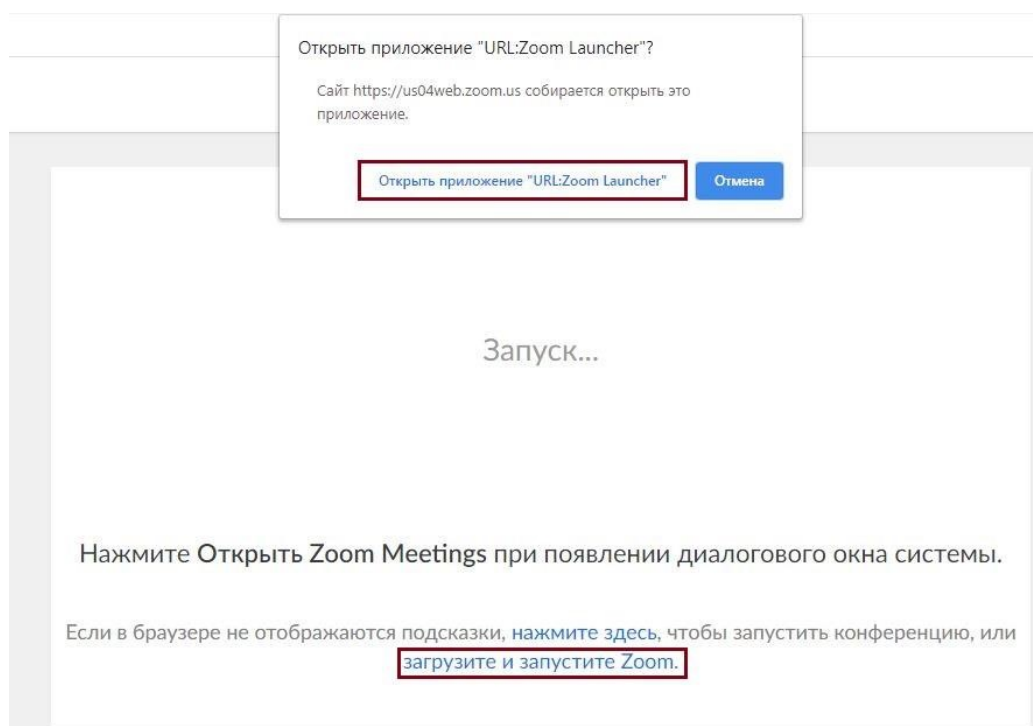 Открыть приложение "URL:Zoom Launcher"?
Сайт https://us04web.zoom.us собирается открыть это
приложение.
Открыть приложение "URL:Zoom Launcher" Отмена
Запуск...
Нажмите Открыть Zoom Meetings при появлении диалогового окна системы.
Если в браузере не отображаются подсказки, нажмите здесь, чтобы запустить конференцию, или
загрузите и запустите Zoom.